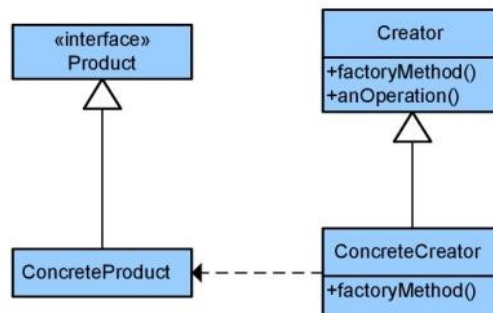 «interface»
Product
Creator
+factoryMethod()
+anOperation()
ConcreteProduct
ConcreteCreator
+factoryMethod()